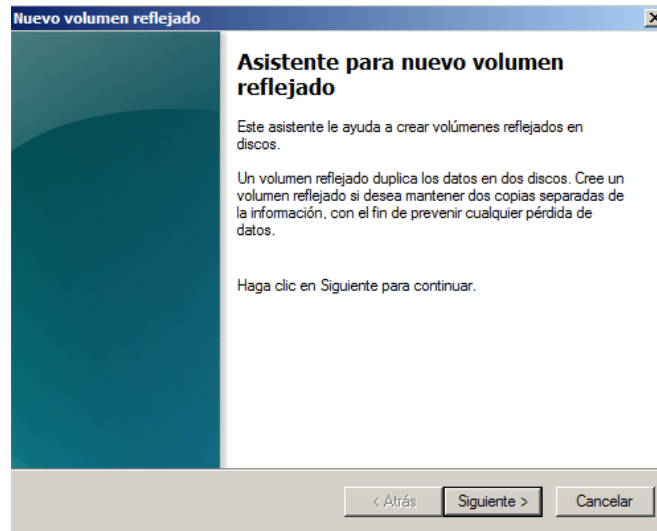 Nuevo volumen reflejado
Asistente para nuevo volumen
reflejado
Este asistente le ayuda a crear volúmenes reflejados en
discos.
Un volumen reflejado duplica los datos en dos discos. Cree un
volumen reflejado si desea mantener dos copias separadas de
la información, con el fin de prevenir cualquier pérdida de
datos.
Haga clic en Siguiente para continuar.
< Atrás Siguiente > Cancelar